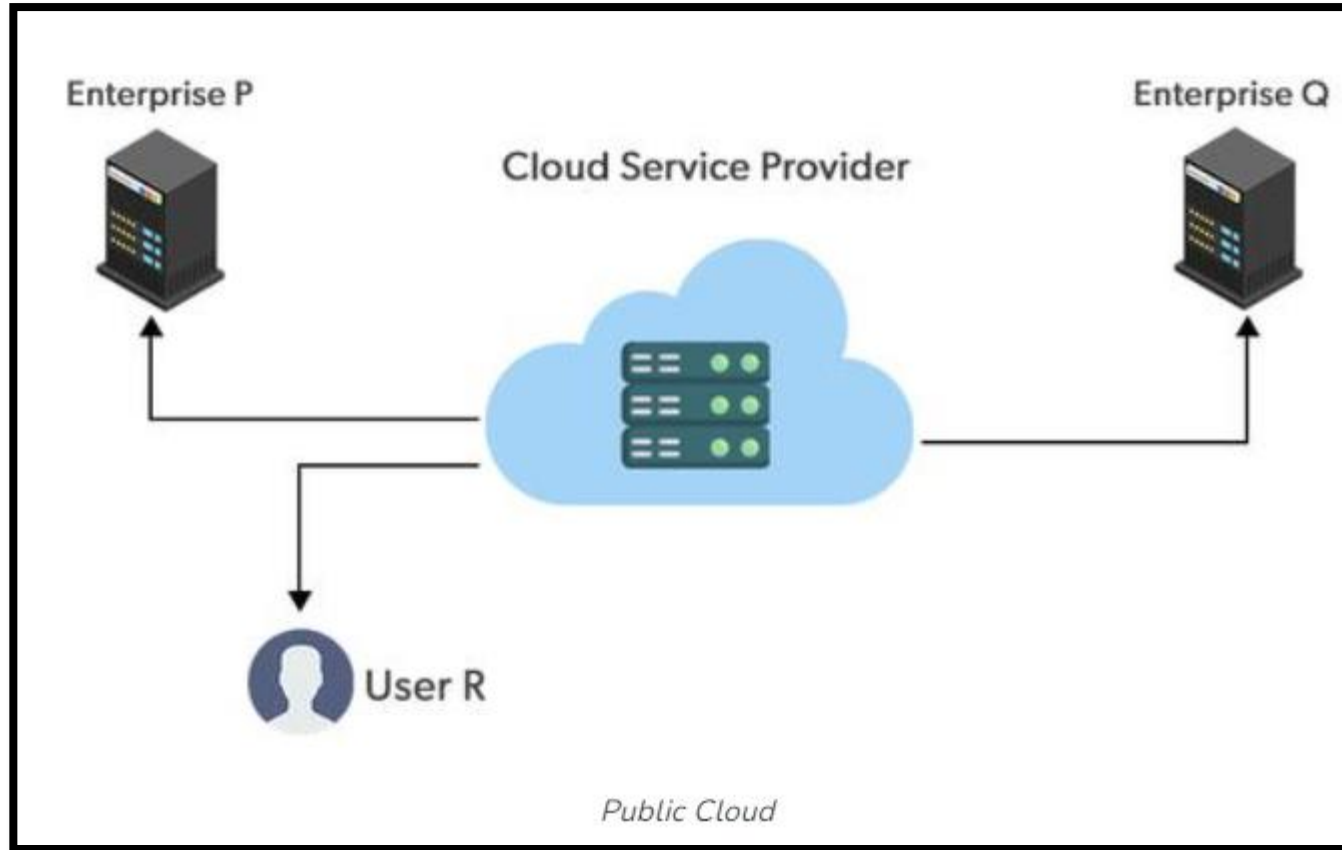 Enterprise P
Enterprise Q
Cloud Service Provider
User R
Public Cloud